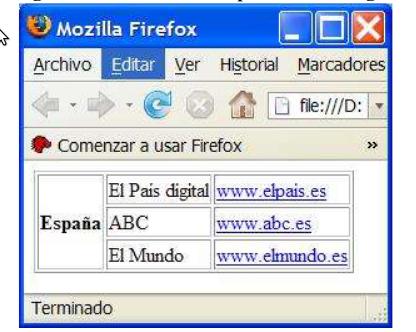 Mozilla Firefox
Archivo Editar Ver Historial Marcadores
file:///D:
Comenzar a usar Firefox »
El País digital www.elpais.es
España ABC www.abc.es
El Mundo www.elmundo.es
Terminado